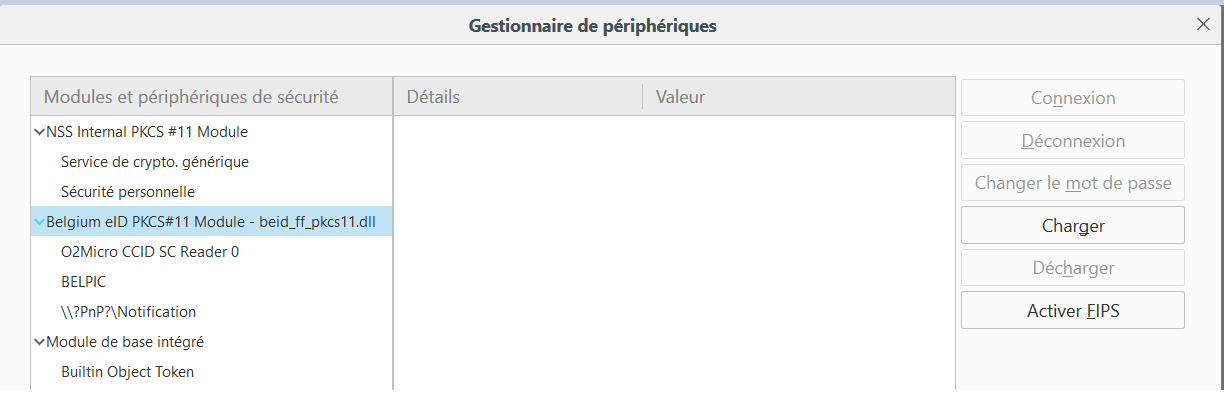 Gestionnaire de périphériques
Modules et périphériques de sécurité
Détails
Valeur
NSS Internal PKCS #11 Module
Service de crypto. générique
Sécurité personnelle
Belgium eID PKCS#11 Module - beid_ff_pkcs11.dll
O2Micro CCID SC Reader 0
BELPIC
\\?PnP?\Notification
Module de base intégré
Builtin Object Token
Connexion
Déconnexion
Changer le mot de passe
Charger
Décharger
Activer FIPS